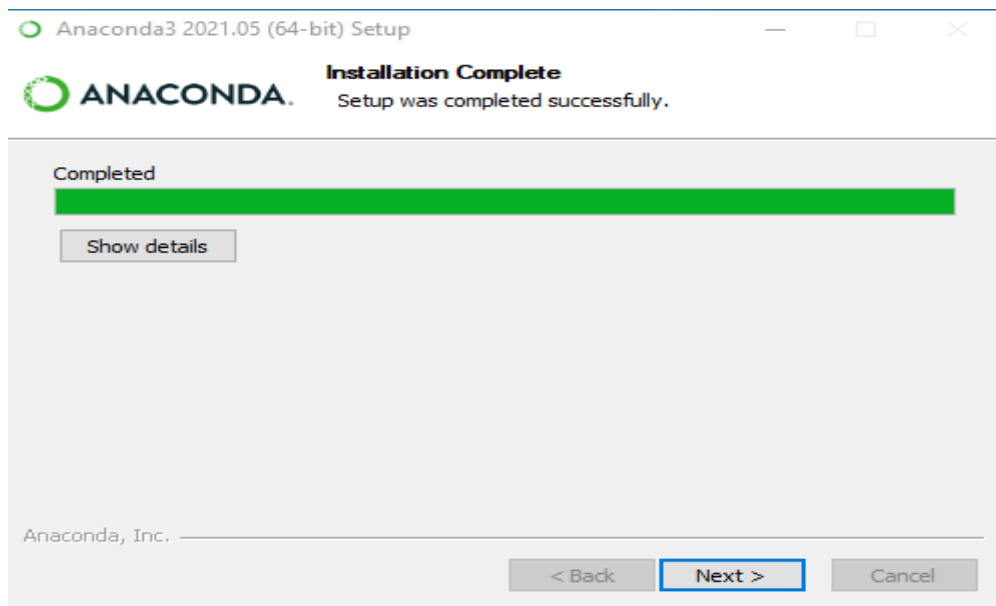 Anaconda3 2021.05 (64-bit) Setup
ANACONDA.
Installation Complete
Setup was completed successfully.
Completed
Show details
Anaconda, Inc.
< Back
Next >
Cancel